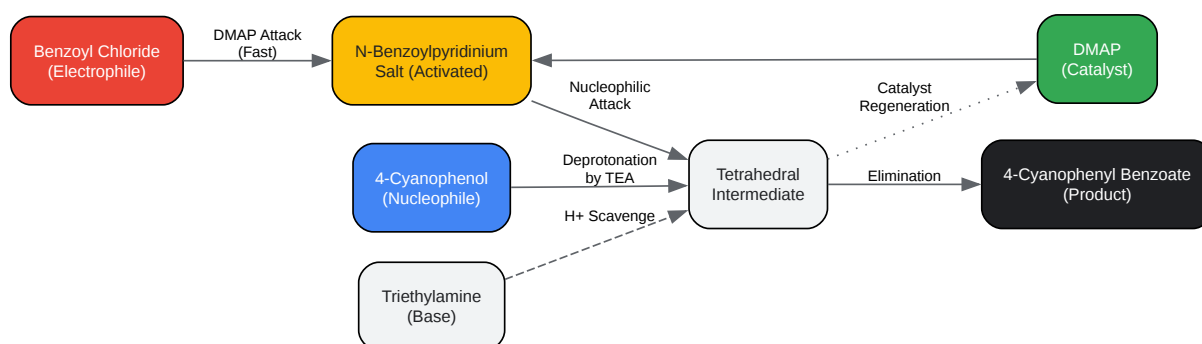 Benzoyl Chloride
(Electrophile)
DMAP Attack
(Fast)
N-Benzoylpyridinium
Salt (Activated)
DMAP
(Catalyst)
Nucleophilic
Attack
Catalyst
Regeneration
4-Cyanophenol
(Nucleophile)
Deprotonation
by TEA
Tetrahedral
Intermediate
Elimination
4-Cyanophenyl Benzoate
(Product)
H+ Scavenge
Triethylamine
(Base)